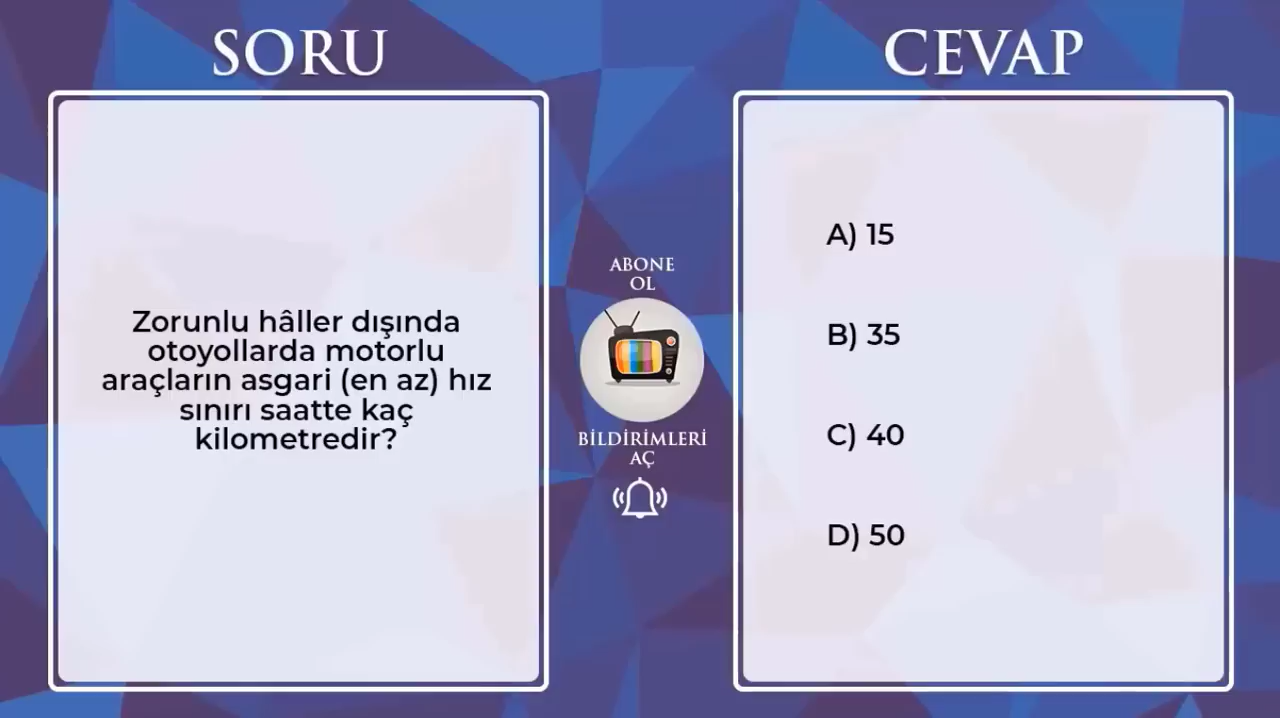 SORU
CEVAP
Zorunlu hâller dışında
otoyollarda motorlu
araçların asgari (en az) hız
sınırı saatte kaç
kilometredir?
ABONE
OL
BİLDİRİMLERİ
AÇ
A) 15
B) 35
C) 40
D) 50